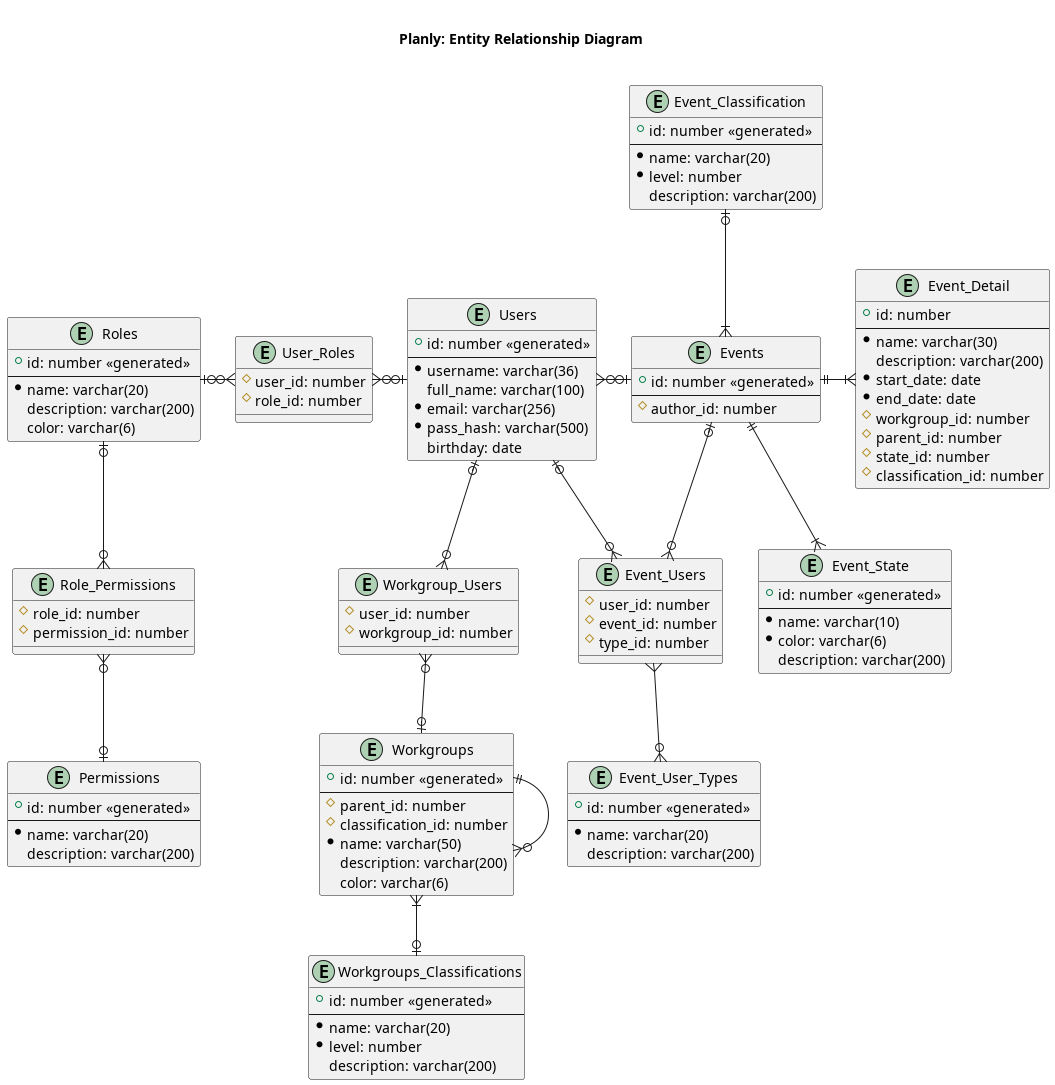 Planly: Entity Relationship Diagram
E Event_Classification
id: number «generated»
name: varchar(20)
level: number
description: varchar(200)
E Event_Detail
id: number
name: varchar(30)
description: varchar(200)
start_date: date
end_date: date
workgroup_id: number
parent_id: number
state_id: number
classification_id: number
E Roles
id: number «generated»
name: varchar(20)
description: varchar(200)
color: varchar(6)
E User_Roles
user_id: number
role_id: number
E Users
id: number «generated»
username: varchar(36)
full_name: varchar(100)
email: varchar(256)
pass_hash: varchar(500)
birthday: date
E Events
id: number «generated»
author_id: number
E Role_Permissions
role_id: number
permission_id: number
E Workgroup_Users
user_id: number
workgroup_id: number
E Event_Users
user_id: number
event_id: number
type_id: number
E Event_State
id: number «generated»
name: varchar(10)
color: varchar(6)
description: varchar(200)
E Permissions
id: number «generated»
name: varchar(20)
description: varchar(200)
E Workgroups
id: number «generated»
parent_id: number
classification_id: number
name: varchar(50)
description: varchar(200)
color: varchar(6)
E Event_User_Types
id: number «generated»
name: varchar(20)
description: varchar(200)
E Workgroups_Classifications
id: number «generated»
name: varchar(20)
level: number
description: varchar(200)